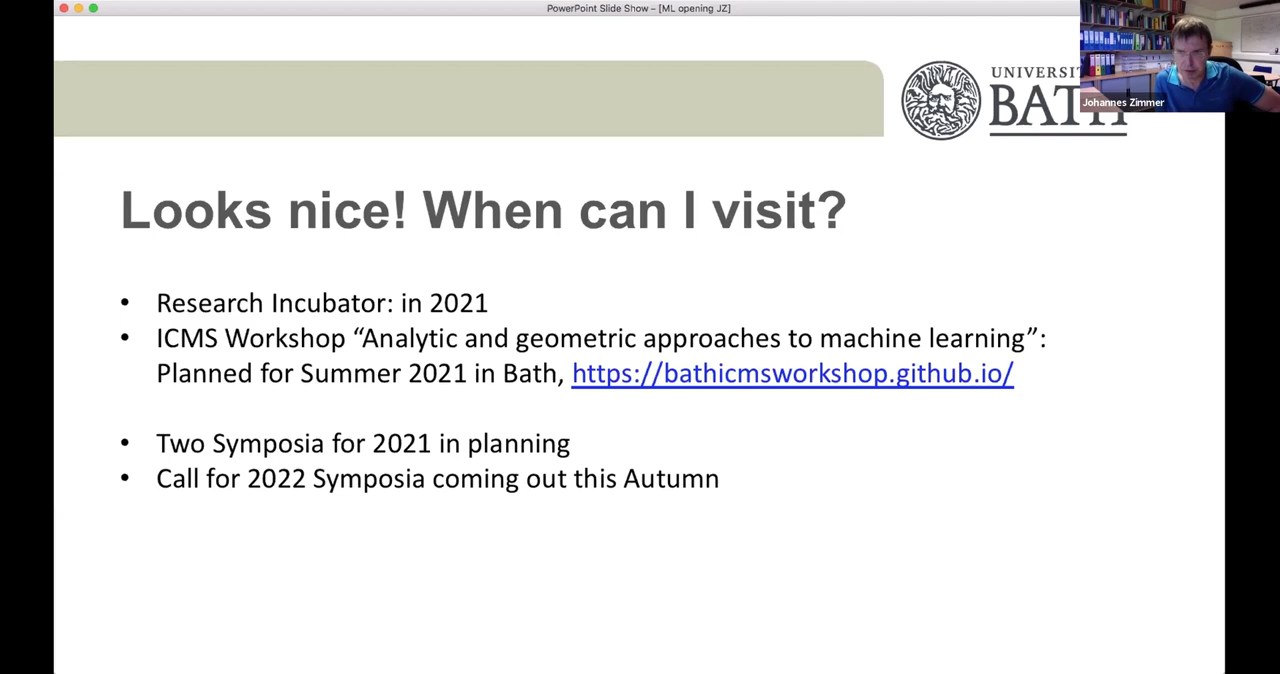 PowerPoint Slide Show – [ML opening JZ]
Johannes Zimmer
BATH
Looks nice! When can I visit?
• Research Incubator: in 2021
• ICMS Workshop “Analytic and geometric approaches to machine learning”:
Planned for Summer 2021 in Bath, https://bathicmsworkshop.github.io/
• Two Symposia for 2021 in planning
• Call for 2022 Symposia coming out this Autumn